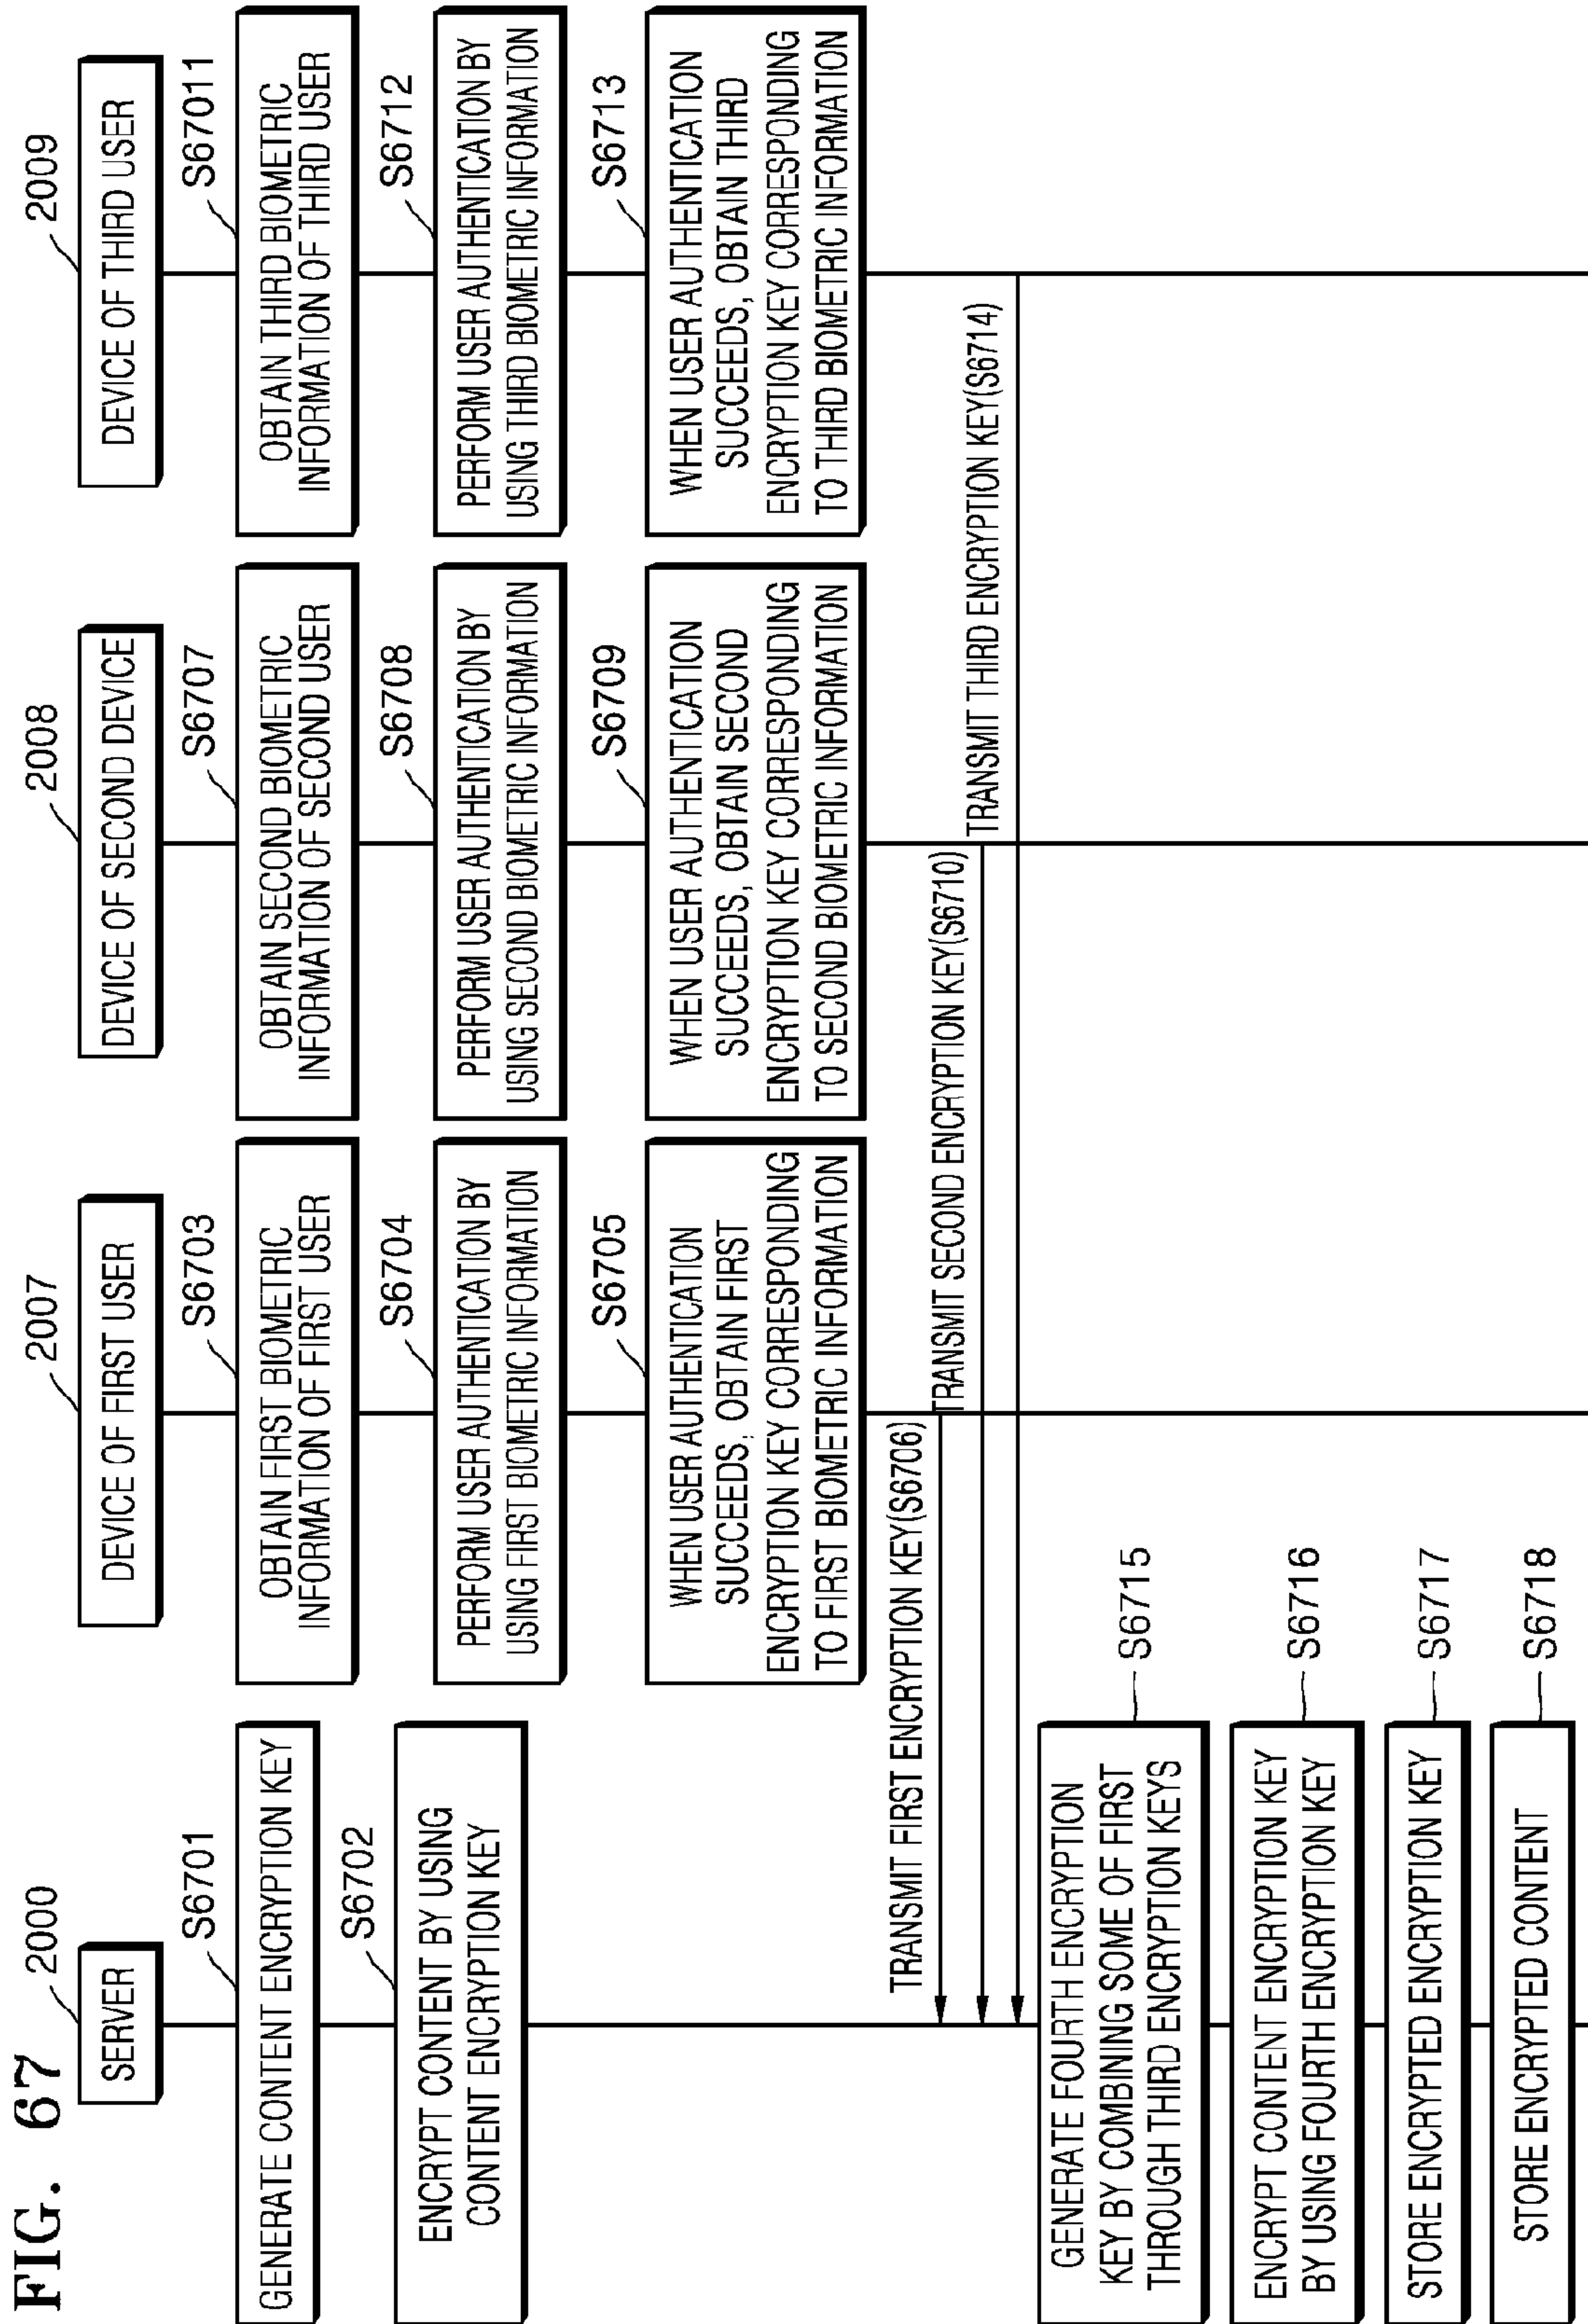 FIG. 67
2000
SERVER
S6701
GENERATE CONTENT ENCRYPTION KEY
S6702
ENCRYPT CONTENT BY USING
CONTENT ENCRYPTION KEY
2007
DEVICE OF FIRST USER
S6703
OBTAIN FIRST BIOMETRIC
INFORMATION OF FIRST USER
S6704
PERFORM USER AUTHENTICATION BY
USING FIRST BIOMETRIC INFORMATION
S6705
WHEN USER AUTHENTICATION
SUCCEEDS, OBTAIN FIRST
ENCRYPTION KEY CORRESPONDING
TO FIRST BIOMETRIC INFORMATION
2008
DEVICE OF SECOND DEVICE
S6707
OBTAIN SECOND BIOMETRIC
INFORMATION OF SECOND USER
S6708
PERFORM USER AUTHENTICATION BY
USING SECOND BIOMETRIC INFORMATION
S6709
WHEN USER AUTHENTICATION
SUCCEEDS, OBTAIN SECOND
ENCRYPTION KEY CORRESPONDING
TO SECOND BIOMETRIC INFORMATION
2009
DEVICE OF THIRD USER
S67011
OBTAIN THIRD BIOMETRIC
INFORMATION OF THIRD USER
S6712
PERFORM USER AUTHENTICATION BY
USING THIRD BIOMETRIC INFORMATION
S6713
WHEN USER AUTHENTICATION
SUCCEEDS, OBTAIN THIRD
ENCRYPTION KEY CORRESPONDING
TO THIRD BIOMETRIC INFORMATION
TRANSMIT FIRST ENCRYPTION KEY(S6706)
TRANSMIT SECOND ENCRYPTION KEY(S6710)
TRANSMIT THIRD ENCRYPTION KEY(S6714)
GENERATE FOURTH ENCRYPTION
KEY BY COMBINING SOME OF FIRST
THROUGH THIRD ENCRYPTION KEYS
S6715
ENCRYPT CONTENT ENCRYPTION KEY
BY USING FOURTH ENCRYPTION KEY
S6716
STORE ENCRYPTED ENCRYPTION KEY
S6717
STORE ENCRYPTED CONTENT
S6718